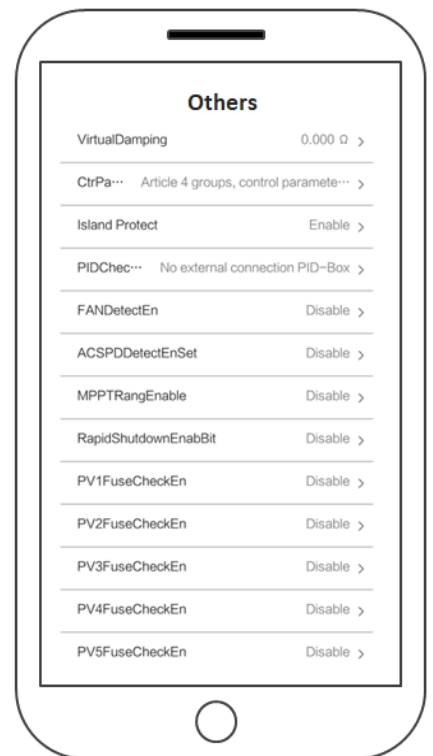 Others
VirtualDamping 0.000 Ω >
CtrPa··· Article 4 groups, control paramete··· >
Island Protect Enable >
PIDChec··· No external connection PID-Box >
FANDetectEn Disable >
ACSPDDetectEnSet Disable >
MPPTRangEnable Disable >
RapidShutdownEnabBit Disable >
PV1FuseCheckEn Disable >
PV2FuseCheckEn Disable >
PV3FuseCheckEn Disable >
PV4FuseCheckEn Disable >
PV5FuseCheckEn Disable >